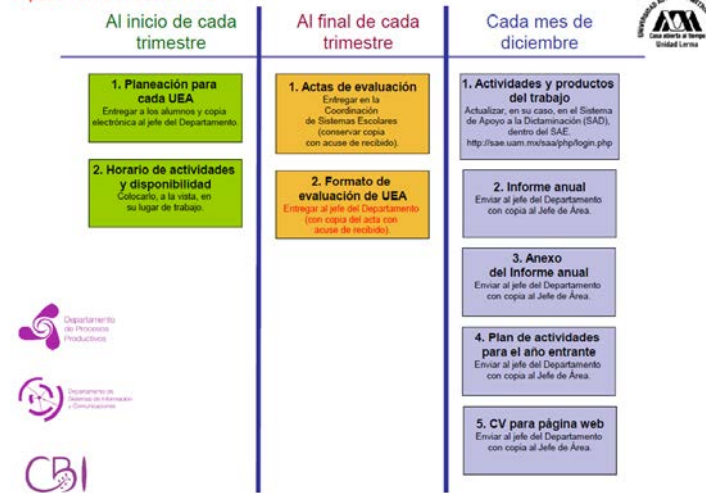 Al inicio de cada
trimestre
1. Planeación para
cada UEA
Entregar a los alumnos y copia
electrónica al jefe del Departamento.
2. Horario de actividades
y disponibilidad
Colocarlo, a la vista, en
su lugar de trabajo.
Al final de cada
trimestre
1. Actas de evaluación
Entregar en la
Coordinación
de Sistemas Escolares
(conservar copia
con acuse de recibido).
2. Formato de
evaluación de UEA
Entregar al jefe del Departamento
(con copia del acta con
acuse de recibido).
Cada mes de
diciembre
1. Actividades y productos
del trabajo
Actualizar, en su caso, en el Sistema
de Apoyo a la Dictaminación (SAD),
dentro del SAE.
http://sae.uam.mx/saa/php/login.php
2. Informe anual
Enviar al jefe del Departamento
con copia al Jefe de Área.
3. Anexo
del Informe anual
Enviar al jefe del Departamento
con copia al Jefe de Área.
4. Plan de actividades
para el año entrante
Enviar al jefe del Departamento
con copia al Jefe de Área.
5. CV para página web
Enviar al jefe del Departamento
con copia al Jefe de Área.
Casa abierta al tiempo
Unidad Lerma
Departamento
de Procesos
Productivos
Departamento de
Sistemas de Información
y Comunicaciones
CBI